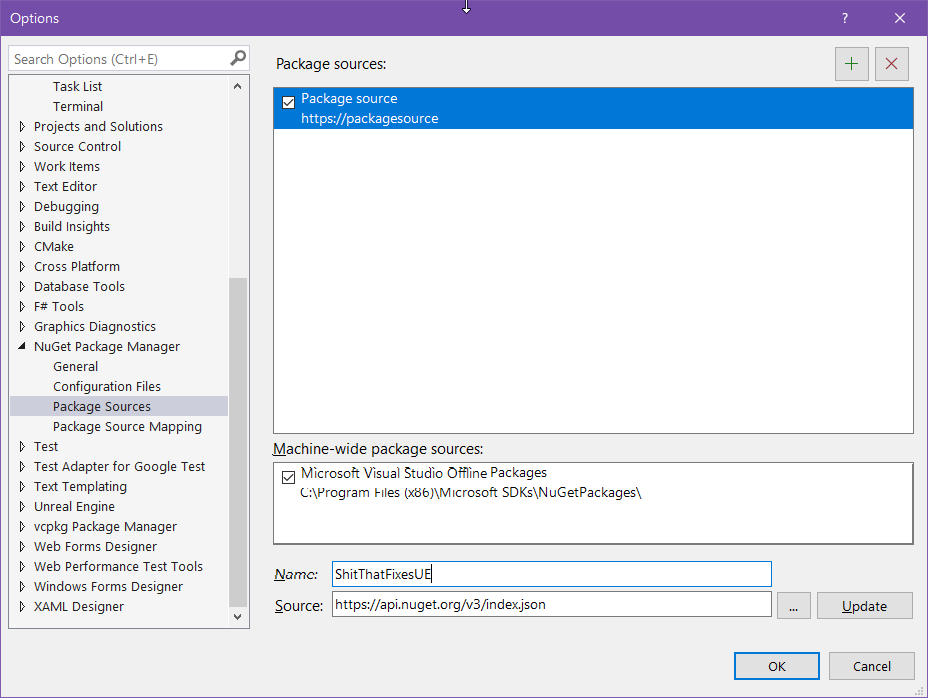 Options
?
Search Options (Ctrl+E)
Task List
Terminal
Projects and Solutions
Source Control
Work Items
Text Editor
Debugging
Build Insights
CMake
Cross Platform
Database Tools
F# Tools
Graphics Diagnostics
NuGet Package Manager
General
Configuration Files
Package Sources
Package Source Mapping
Test
Test Adapter for Google Test
Text Templating
Unreal Engine
vcpkg Package Manager
Web Forms Designer
Web Performance Test Tools
Windows Forms Designer
XAML Designer
Package sources:
Package source
https://packagesource
Machine-wide package sources:
Microsoft Visual Studio Offline Packages
C:\Program Files (x86)\Microsoft SDKs\NuGetPackages\
Name: ShitThatFixesUE
Source: https://api.nuget.org/v3/index.json
... Update
OK Cancel